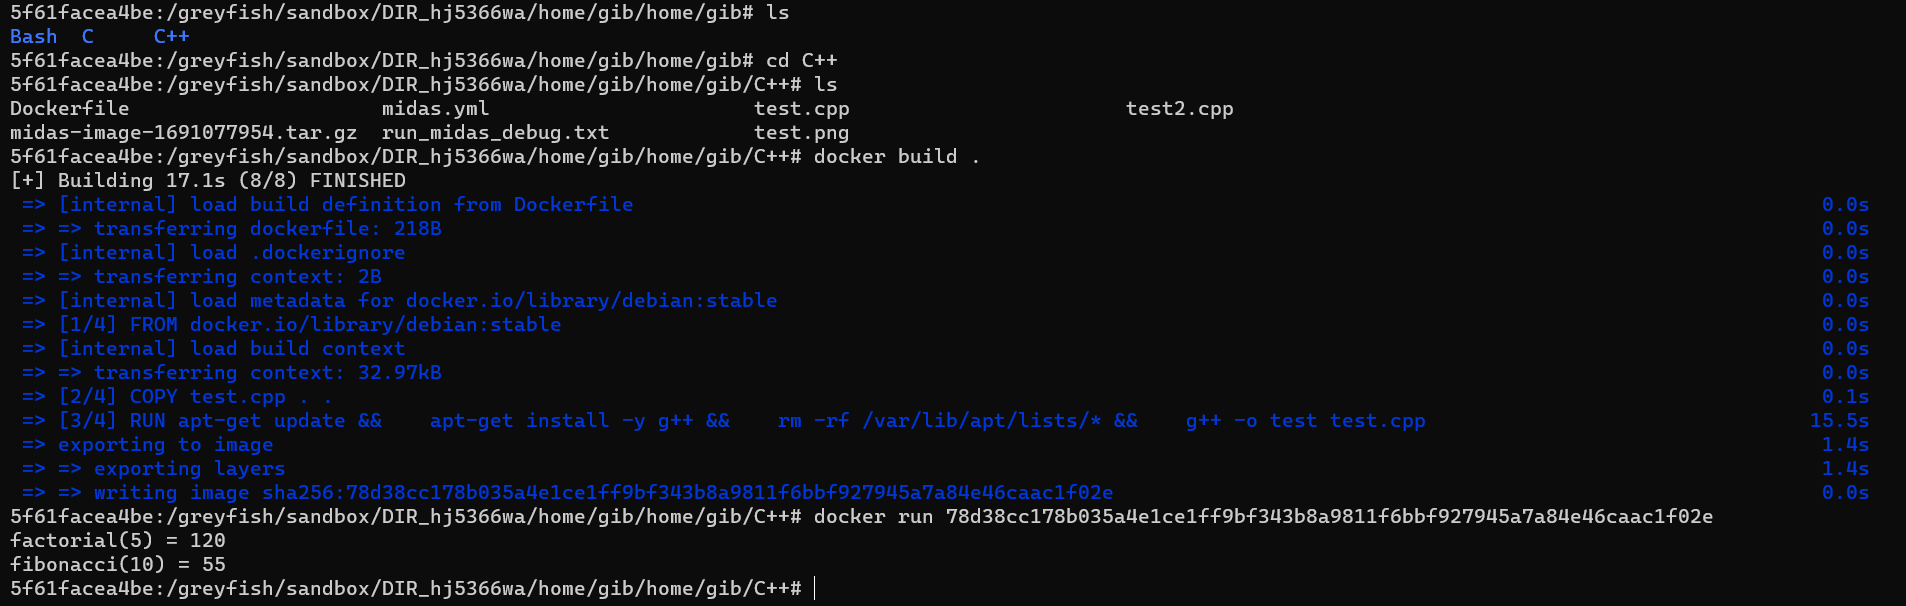 5f61facea4be:/greyfish/sandbox/DIR_hj5366wa/home/gib/home/gib# ls
Bash  C     C++
5f61facea4be:/greyfish/sandbox/DIR_hj5366wa/home/gib/home/gib# cd C++
5f61facea4be:/greyfish/sandbox/DIR_hj5366wa/home/gib/home/gib/C++# ls
Dockerfile                     midas.yml                      test.cpp                       test2.cpp
midas-image-1691077954.tar.gz  run_midas_debug.txt            test.png
5f61facea4be:/greyfish/sandbox/DIR_hj5366wa/home/gib/home/gib/C++# docker build .
[+] Building 17.1s (8/8) FINISHED
 => [internal] load build definition from Dockerfile 0.0s
 => => transferring dockerfile: 218B 0.0s
 => [internal] load .dockerignore 0.0s
 => => transferring context: 2B 0.0s
 => [internal] load metadata for docker.io/library/debian:stable 0.0s
 => [1/4] FROM docker.io/library/debian:stable 0.0s
 => [internal] load build context 0.0s
 => => transferring context: 32.97kB 0.0s
 => [2/4] COPY test.cpp . . 0.1s
 => [3/4] RUN apt-get update &&    apt-get install -y g++ &&    rm -rf /var/lib/apt/lists/* &&    g++ -o test test.cpp 15.5s
 => exporting to image 1.4s
 => => exporting layers 1.4s
 => => writing image sha256:78d38cc178b035a4e1ce1ff9bf343b8a9811f6bbf927945a7a84e46caac1f02e 0.0s
5f61facea4be:/greyfish/sandbox/DIR_hj5366wa/home/gib/home/gib/C++# docker run 78d38cc178b035a4e1ce1ff9bf343b8a9811f6bbf927945a7a84e46caac1f02e
factorial(5) = 120
fibonacci(10) = 55
5f61facea4be:/greyfish/sandbox/DIR_hj5366wa/home/gib/home/gib/C++#